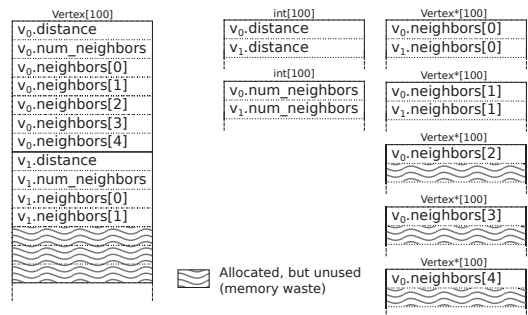 Vertex[100]
v₀.distance
v₀.num_neighbors
v₀.neighbors[0]
v₀.neighbors[1]
v₀.neighbors[2]
v₀.neighbors[3]
v₀.neighbors[4]
v₁.distance
v₁.num_neighbors
v₁.neighbors[0]
v₁.neighbors[1]
int[100]
v₀.distance
v₁.distance
int[100]
v₀.num_neighbors
v₁.num_neighbors
Vertex*[100]
v₀.neighbors[0]
v₁.neighbors[0]
Vertex*[100]
v₀.neighbors[1]
v₁.neighbors[1]
Vertex*[100]
v₀.neighbors[2]
Vertex*[100]
v₀.neighbors[3]
Vertex*[100]
v₀.neighbors[4]
Allocated, but unused
(memory waste)